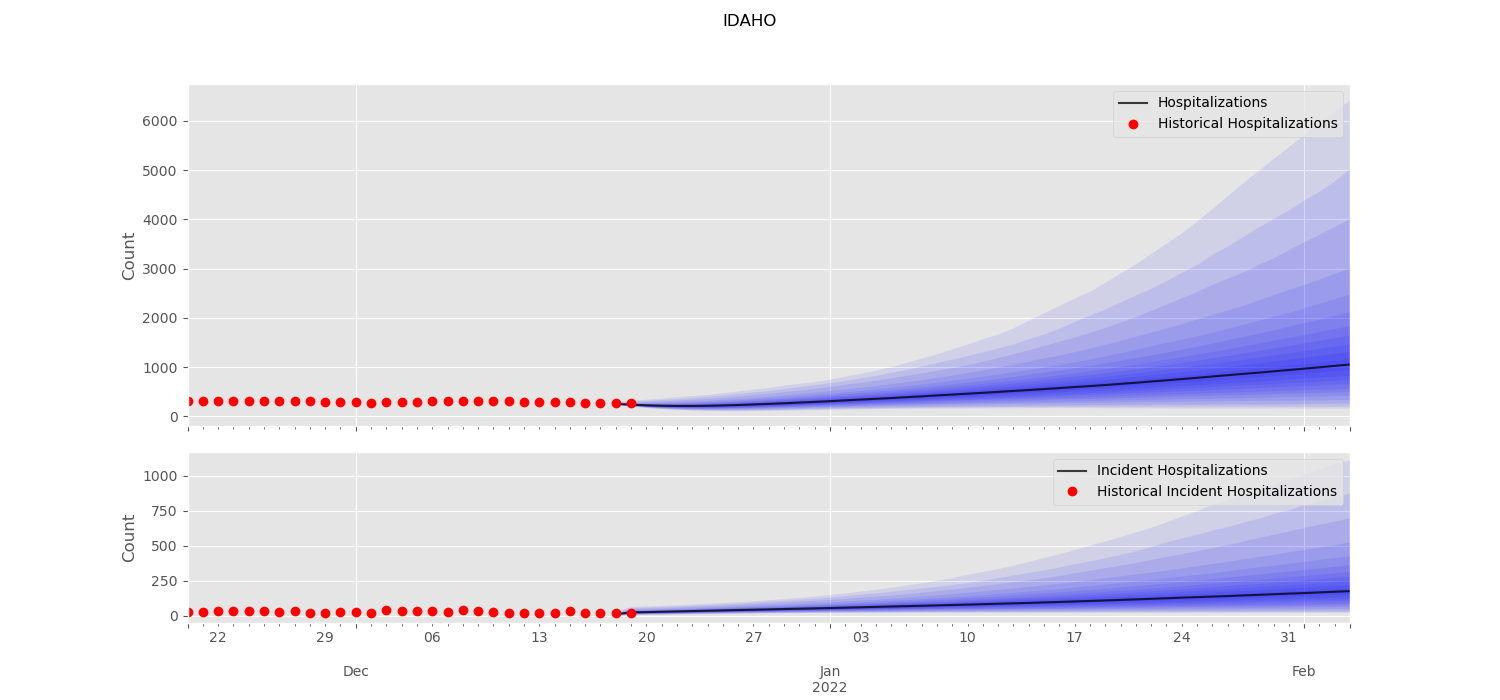 IDAHO
Hospitalizations
Historical Hospitalizations
6000
5000
4000
3000
2000
1000
0
Count
Incident Hospitalizations
Historical Incident Hospitalizations
1000
750
500
250
0
Count
22 29 06 13 20 27 03 10 17 24 31
Dec Jan Feb
2022